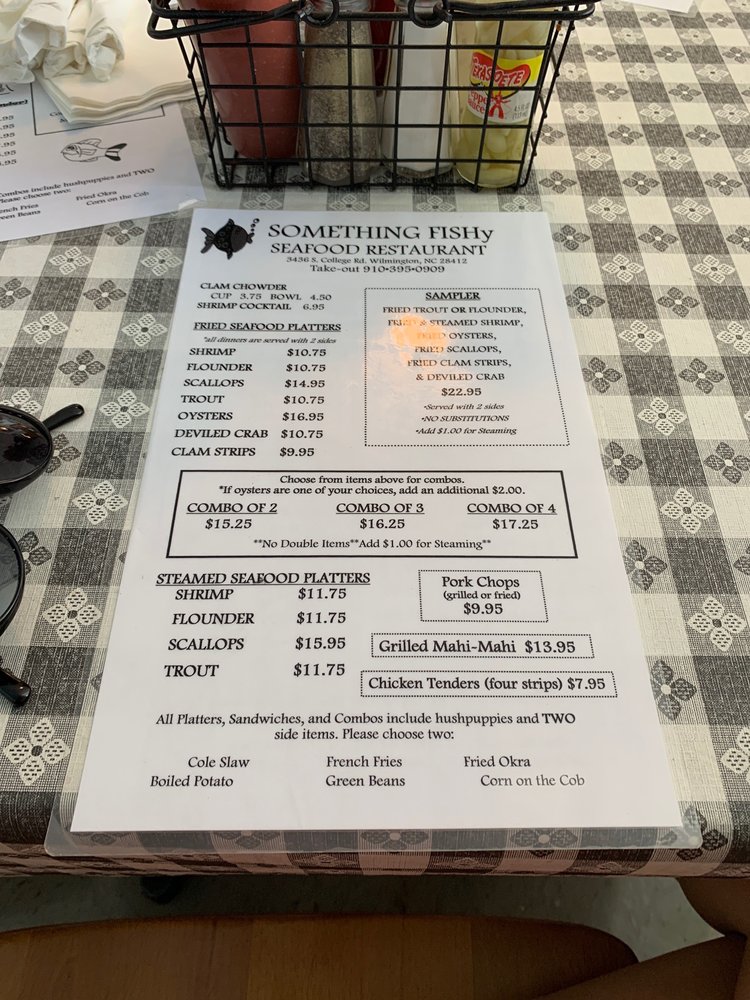 SOMETHING FISHy
SEAFOOD RESTAURANT
3436 S. College Rd. Wilmington, NC 28412
Take-out 910•395•0909
CLAM CHOWDER
CUP 3.75 BOWL 4.50
SHRIMP COCKTAIL 6.95
FRIED SEAFOOD PLATTERS
*all dinners are served with 2 sides
SHRIMP $10.75
FLOUNDER $10.75
SCALLOPS $14.95
TROUT $10.75
OYSTERS $16.95
DEVILED CRAB $10.75
CLAM STRIPS $9.95
SAMPLER
FRIED TROUT OR FLOUNDER,
FRIED & STEAMED SHRIMP,
FRIED OYSTERS,
FRIED SCALLOPS,
FRIED CLAM STRIPS,
& DEVILED CRAB
$22.95
•Served with 2 sides
•NO SUBSTITUTIONS
•Add $1.00 for Steaming
Choose from items above for combos.
*If oysters are one of your choices, add an additional $2.00.
COMBO OF 2 COMBO OF 3 COMBO OF 4
$15.25 $16.25 $17.25
**No Double Items**Add $1.00 for Steaming**
STEAMED SEAFOOD PLATTERS
SHRIMP $11.75
FLOUNDER $11.75
SCALLOPS $15.95
TROUT $11.75
Pork Chops
(grilled or fried)
$9.95
Grilled Mahi-Mahi $13.95
Chicken Tenders (four strips) $7.95
All Platters, Sandwiches, and Combos include hushpuppies and TWO
side items. Please choose two:
Cole Slaw French Fries Fried Okra
Boiled Potato Green Beans Corn on the Cob
.95
.95
.95
.95
Combos include hushpuppies and TWO
Please choose two:
French Fries Fried Okra
Green Beans Corn on the Cob
TEXAS PETE